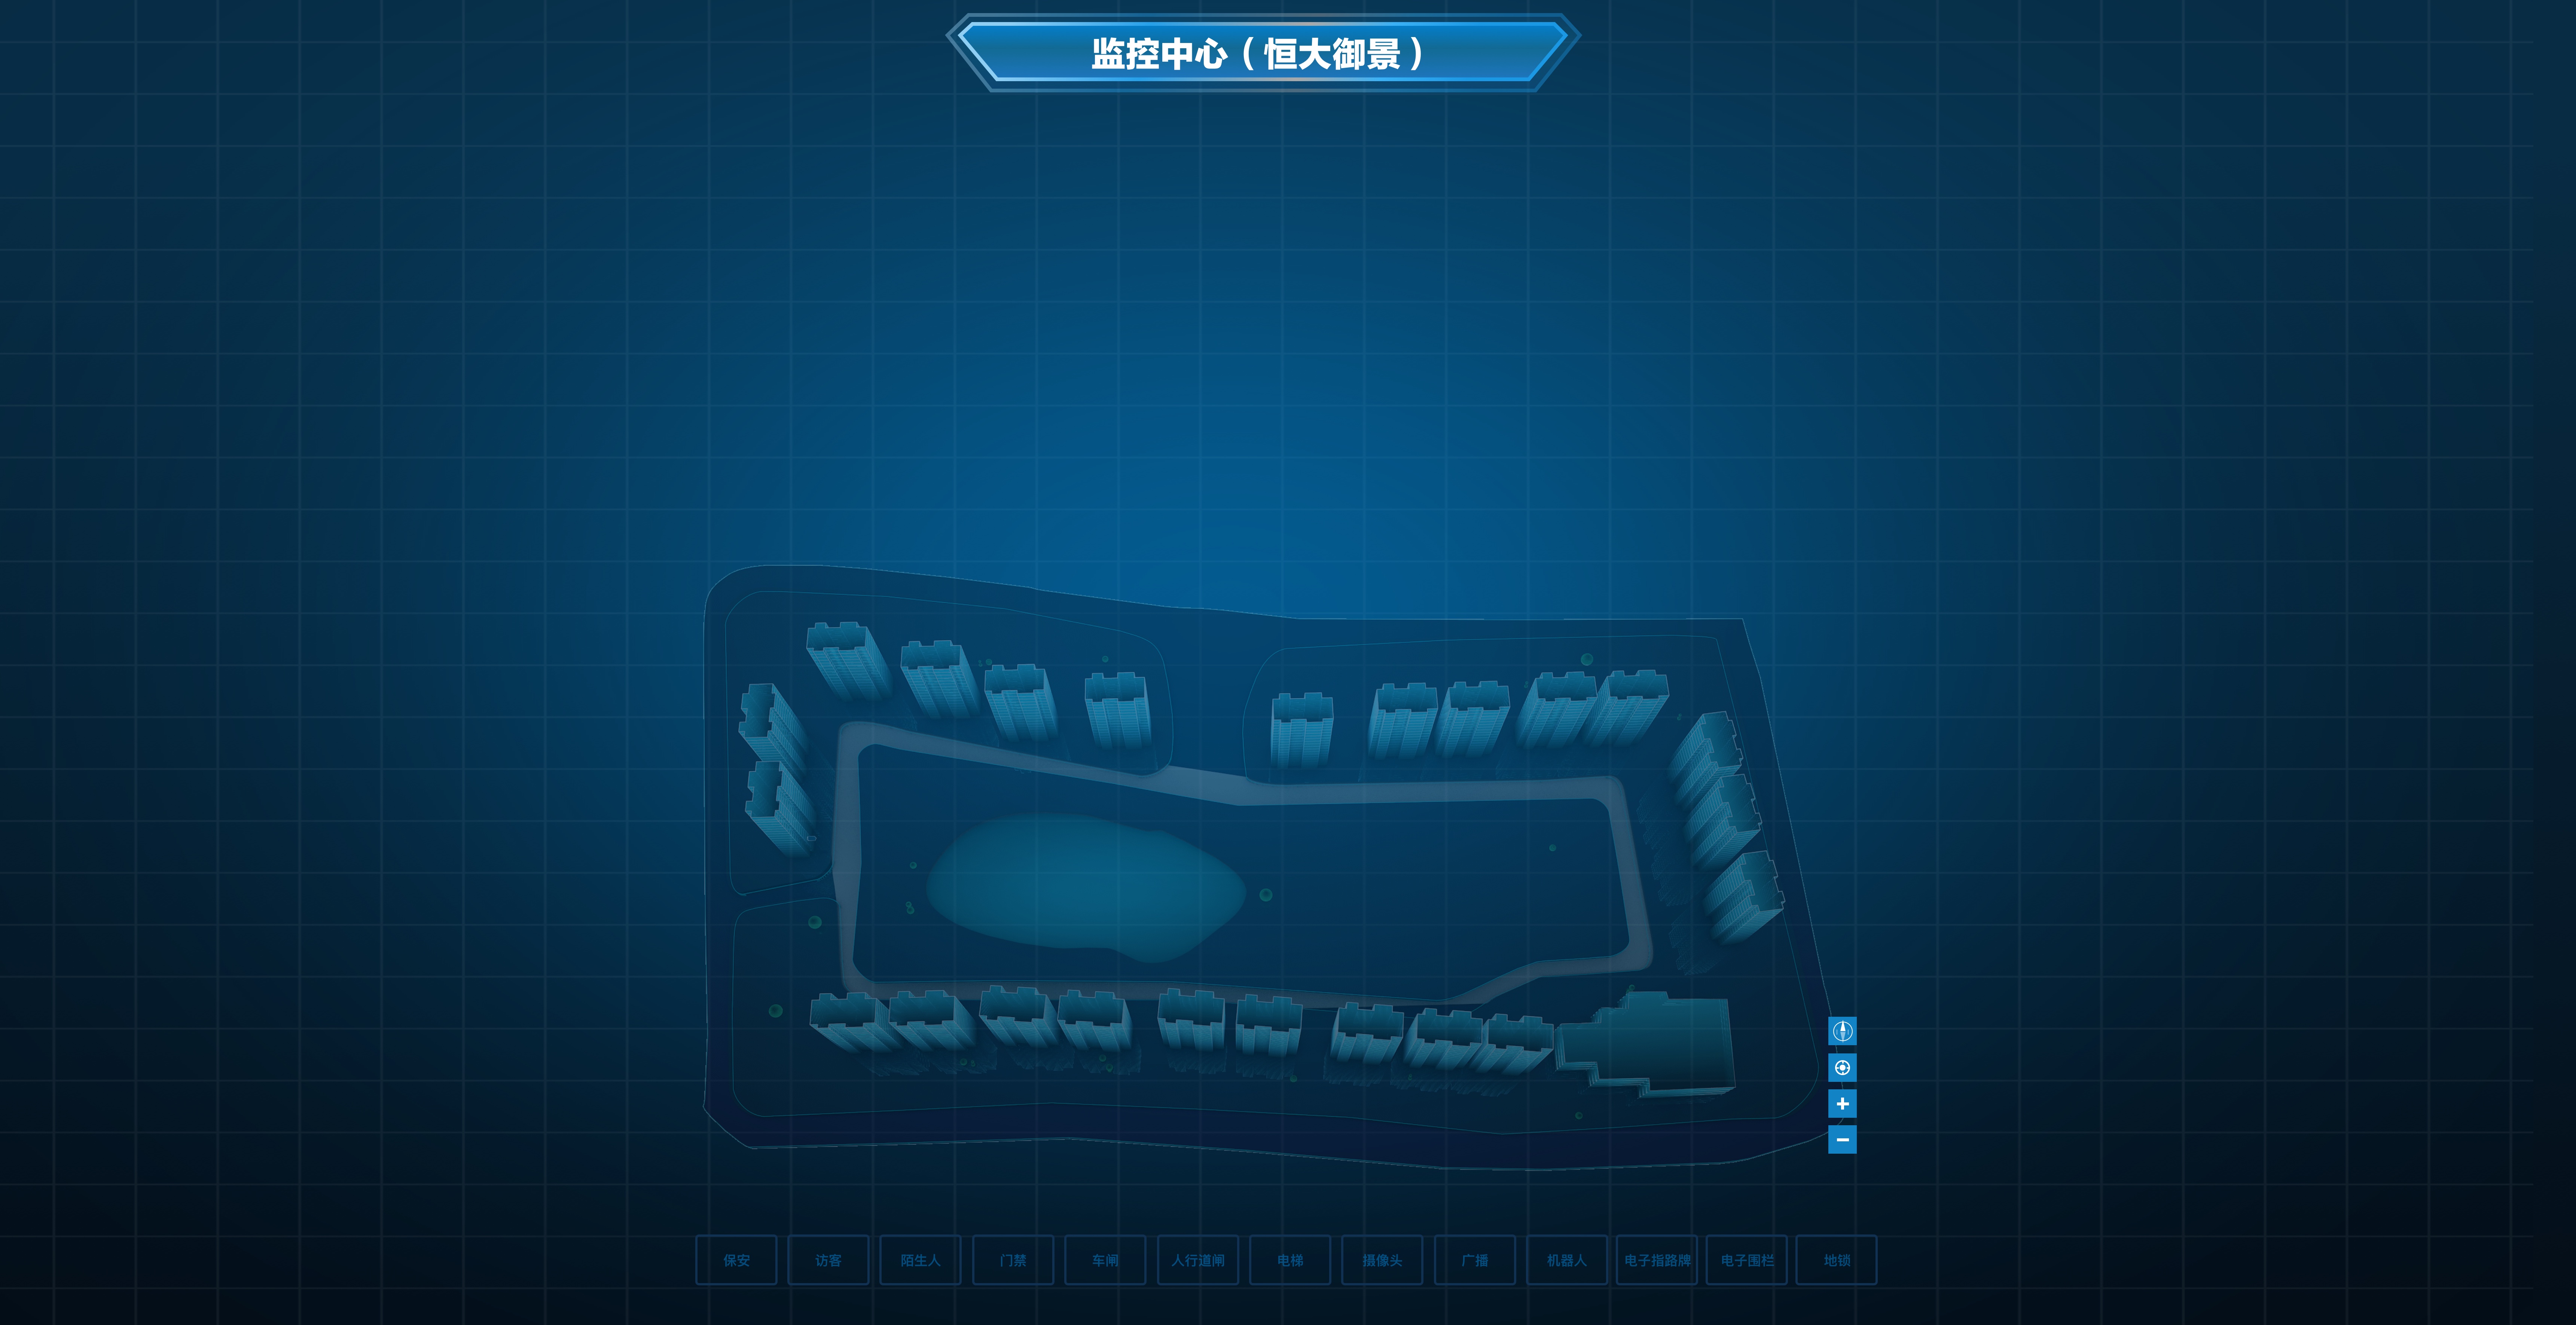 监控中心（恒大御景）
保安
访客
陌生人
门禁
车闸
人行道闸
电梯
摄像头
广播
机器人
电子指路牌
电子围栏
地锁